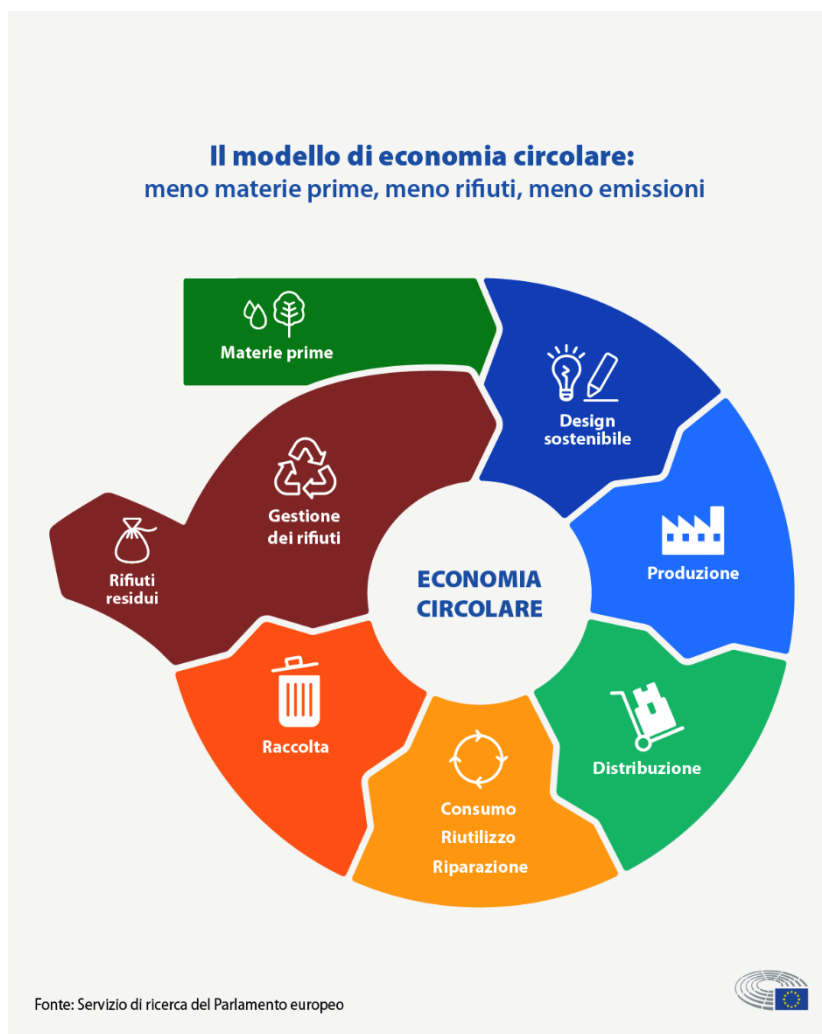 Il modello di economia circolare:
meno materie prime, meno rifiuti, meno emissioni
Materie prime
Design
sostenibile
Produzione
Distribuzione
Consumo
Riutilizzo
Riparazione
Raccolta
Gestione
dei rifiuti
Rifiuti
residui
ECONOMIA
CIRCOLARE
Fonte: Servizio di ricerca del Parlamento europeo